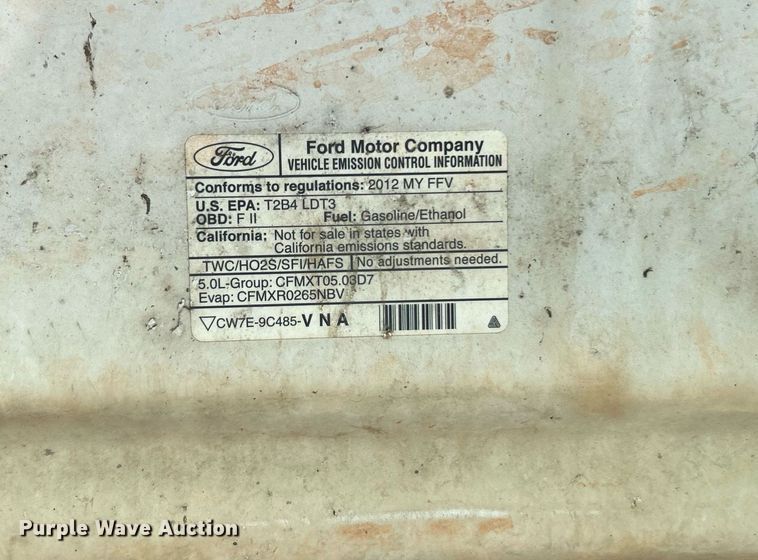 Ford
Ford Motor Company
VEHICLE EMISSION CONTROL INFORMATION
Conforms to regulations: 2012 MY FFV
U.S. EPA: T2B4 LDT3
OBD: F II Fuel: Gasoline/Ethanol
California: Not for sale in states with
California emissions standards.
TWC/HO2S/SFI/HAFS No adjustments needed.
5.0L-Group: CFMXT05.03D7
Evap: CFMXR0265NBV
CW7E-9C485-V N A
Purple Wave Auction